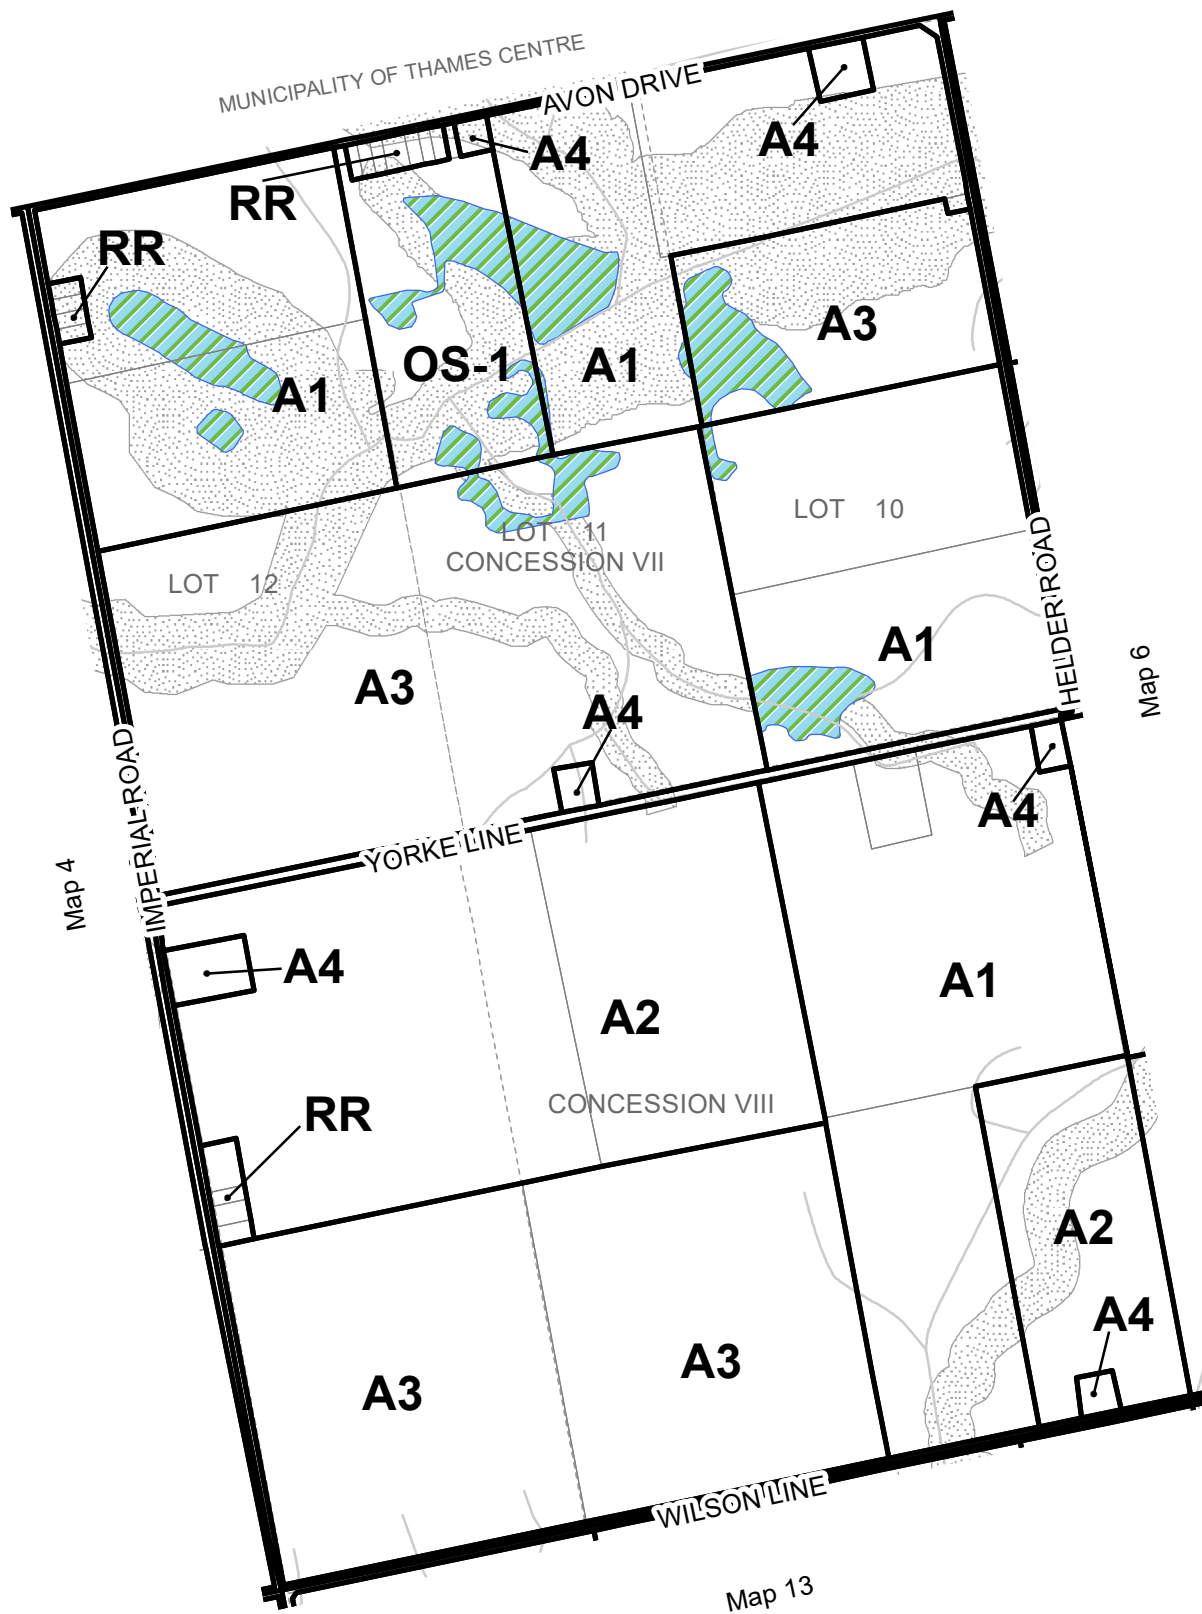 MUNICIPALITY OF THAMES CENTRE
AVON DRIVE
A4
A4
RR
RR
A3
OS-1
A1
A1
LOT 10
LOT 11
CONCESSION VII
LOT 12
HELDER ROAD
A1
Map 6
A3
A4
IMPERIAL ROAD
A4
YORKE LINE
Map 4
A4
A1
A2
CONCESSION VIII
RR
A2
A4
A3
A3
WILSON LINE
Map 13